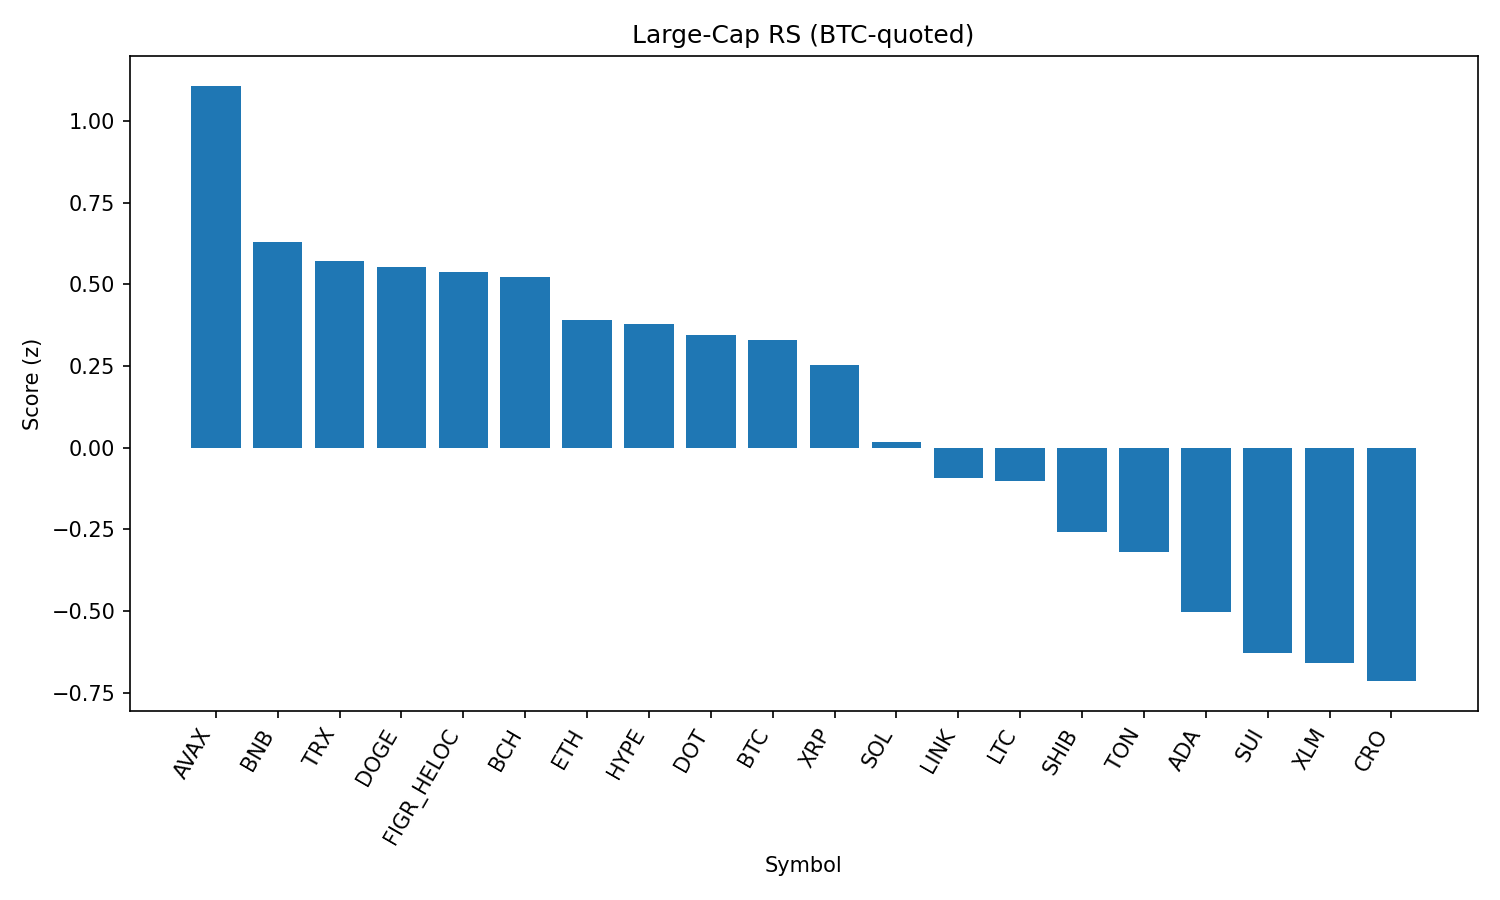 Large-Cap RS (BTC-quoted)
Score (z)
1.00
0.75
0.50
0.25
0.00
−0.25
−0.50
−0.75
AVAX
BNB
TRX
DOGE
FIGR_HELOC
BCH
ETH
HYPE
DOT
BTC
XRP
SOL
LINK
LTC
SHIB
TON
ADA
SUI
XLM
CRO
Symbol